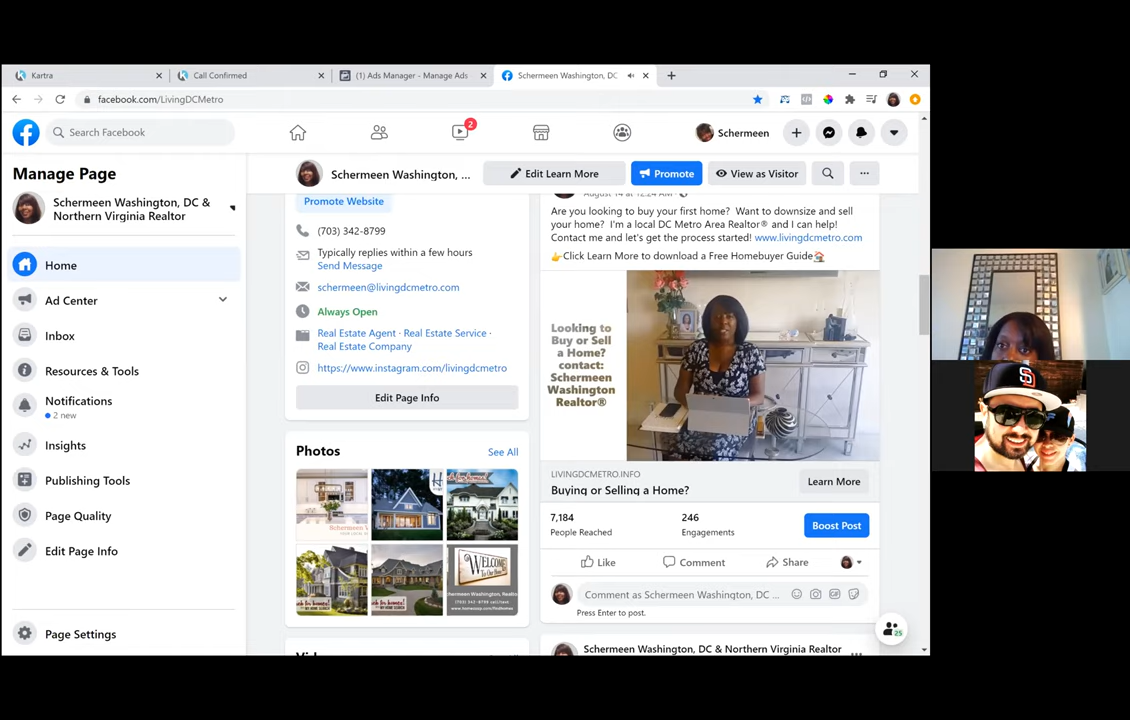 Kartra
Call Confirmed
(1) Ads Manager - Manage Ads
Schermeen Washington, DC
facebook.com/LivingDCMetro
Search Facebook
2
Schermeen
Manage Page
Schermeen Washington, DC &
Northern Virginia Realtor
Home
Ad Center
Inbox
Resources & Tools
Notifications
2 new
Insights
Publishing Tools
Page Quality
Edit Page Info
Page Settings
Schermeen Washington, ...
Edit Learn More
Promote
View as Visitor
Promote Website
(703) 342-8799
Typically replies within a few hours
Send Message
schermeen@livingdcmetro.com
Always Open
Real Estate Agent · Real Estate Service ·
Real Estate Company
https://www.instagram.com/livingdcmetro
Edit Page Info
Photos
See All
WELCOME
August 14 at 12:24 AM
Are you looking to buy your first home? Want to downsize and sell
your home? I'm a local DC Metro Area Realtor® and I can help!
Contact me and let's get the process started! www.livingdcmetro.com
👉Click Learn More to download a Free Homebuyer Guide🏠
Looking to
Buy or Sell
a Home?
contact:
Schermeen
Washington
Realtor®
LIVINGDCMETRO.INFO
Buying or Selling a Home?
Learn More
7,184
People Reached
246
Engagements
Boost Post
Like
Comment
Share
Comment as Schermeen Washington, DC ...
Press Enter to post.
25
Schermeen Washington, DC & Northern Virginia Realtor